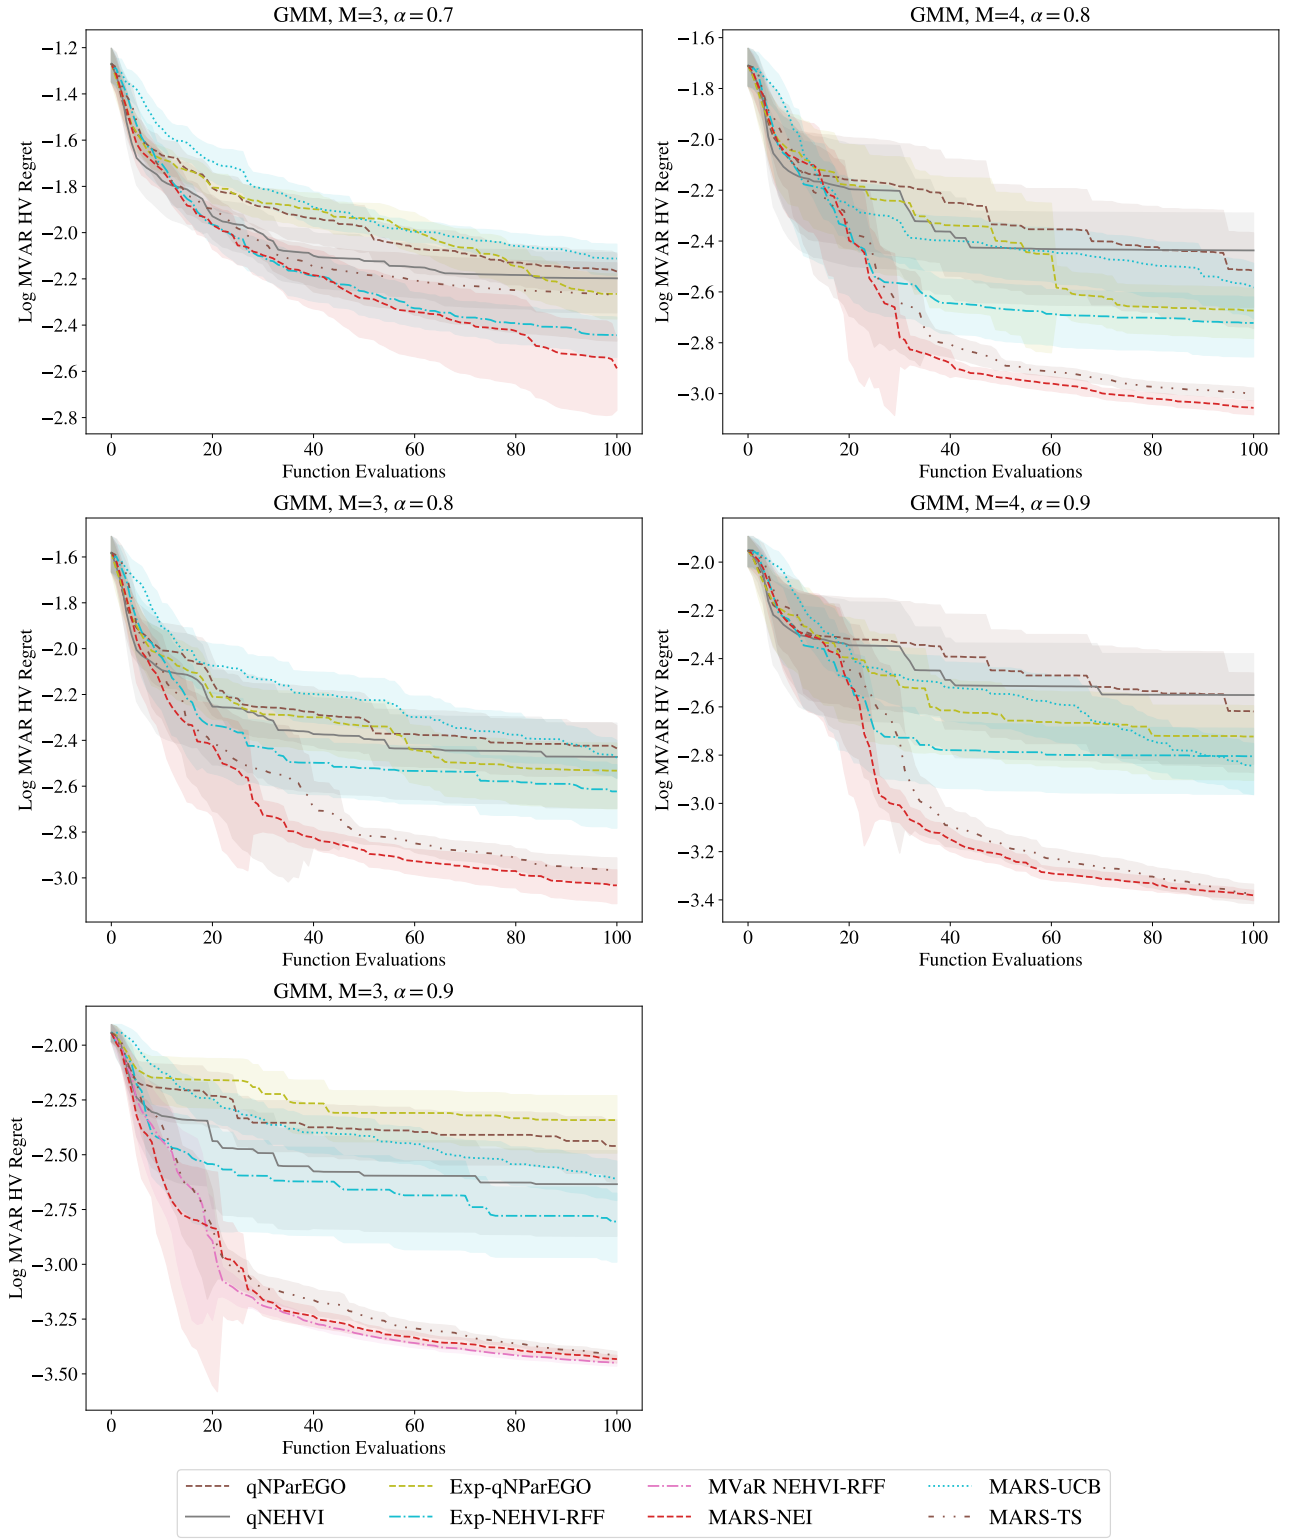 GMM, M=3, α=0.7
Log MVAR HV Regret
−1.2
−1.4
−1.6
−1.8
−2.0
−2.2
−2.4
−2.6
−2.8
0 20 40 60 80 100
Function Evaluations
GMM, M=4, α=0.8
Log MVAR HV Regret
−1.6
−1.8
−2.0
−2.2
−2.4
−2.6
−2.8
−3.0
0 20 40 60 80 100
Function Evaluations
GMM, M=3, α=0.8
Log MVAR HV Regret
−1.6
−1.8
−2.0
−2.2
−2.4
−2.6
−2.8
−3.0
0 20 40 60 80 100
Function Evaluations
GMM, M=4, α=0.9
Log MVAR HV Regret
−2.0
−2.2
−2.4
−2.6
−2.8
−3.0
−3.2
−3.4
0 20 40 60 80 100
Function Evaluations
GMM, M=3, α=0.9
Log MVAR HV Regret
−2.00
−2.25
−2.50
−2.75
−3.00
−3.25
−3.50
0 20 40 60 80 100
Function Evaluations
qNParEGO Exp-qNParEGO MVaR NEHVI-RFF MARS-UCB
qNEHVI Exp-NEHVI-RFF MARS-NEI MARS-TS